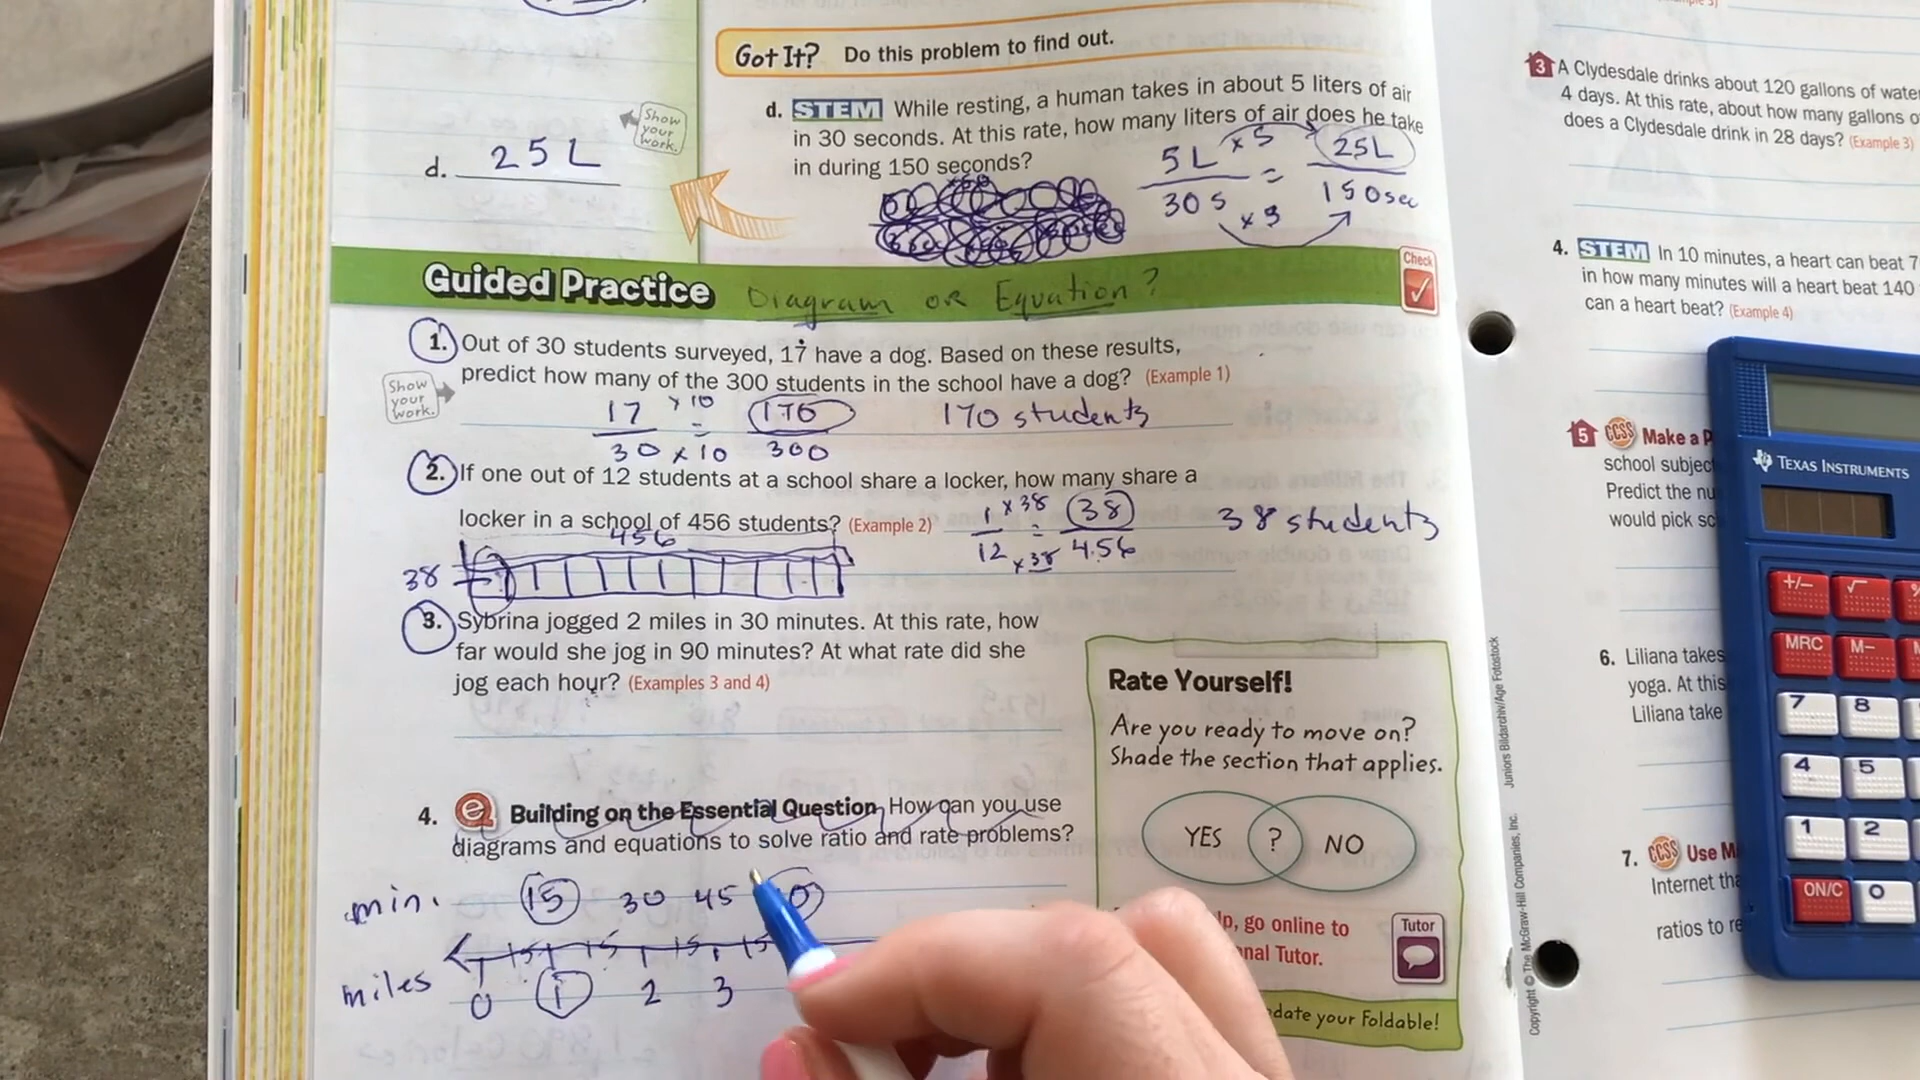 Got It? Do this problem to find out.
d. STEM While resting, a human takes in about 5 liters of air
in 30 seconds. At this rate, how many liters of air does he take
in during 150 seconds?
Show
your
work.
d. 25 L
5 L x 5 25L
30 s = 150sec
Guided Practice Diagram or Equation?
Check
1. Out of 30 students surveyed, 17 have a dog. Based on these results,
predict how many of the 300 students in the school have a dog? (Example 1)
Show
your
work.
17 x 10 170 170 students
30 x 10 = 300
2. If one out of 12 students at a school share a locker, how many share a
locker in a school of 456 students? (Example 2)
1 x 38 = 38 38 students
12 x 38 456
456
38
3. Sybrina jogged 2 miles in 30 minutes. At this rate, how
far would she jog in 90 minutes? At what rate did she
jog each hour? (Examples 3 and 4)
4. e Building on the Essential Question How can you use
diagrams and equations to solve ratio and rate problems?
min. 15 30 45
15 15 15 15
miles 0 1 2 3
Rate Yourself!
Are you ready to move on?
Shade the section that applies.
YES ? NO
lp, go online to
nal Tutor.
Tutor
date your Foldable!
3 A Clydesdale drinks about 120 gallons of water
4 days. At this rate, about how many gallons o
does a Clydesdale drink in 28 days? (Example 3)
4. STEM In 10 minutes, a heart can beat 7
in how many minutes will a heart beat 140
can a heart beat? (Example 4)
5 CCSS Make a P
school subject
Predict the nu
would pick sc
6. Liliana takes
yoga. At this
Liliana take
7. CCSS Use M
Internet tha
ratios to re
Copyright © The McGraw-Hill Companies, Inc. Juniors Bildarchiv/Age Fotostock
TEXAS INSTRUMENTS
+/- √ %
MRC M-
7 8
4 5
1 2
ON/C 0